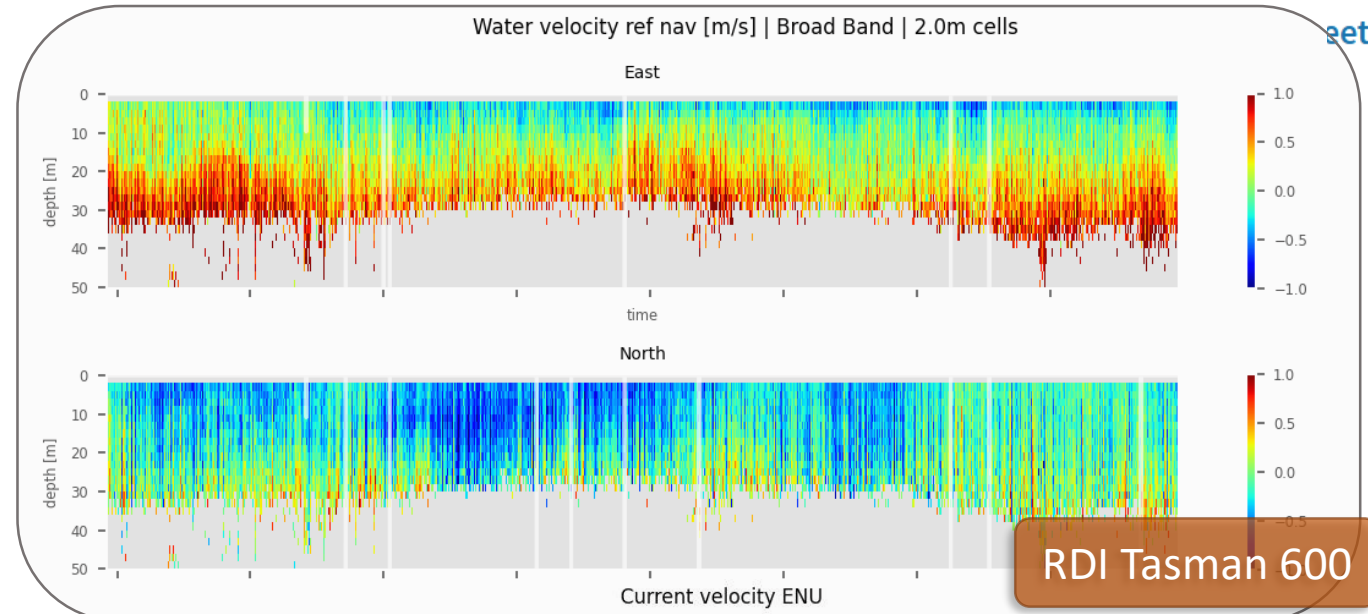 Water velocity ref nav [m/s] | Broad Band | 2.0m cells
East
0
10
20
30
40
50
depth [m]
1.0
0.5
0.0
−0.5
−1.0
time
North
0
10
20
30
40
50
depth [m]
1.0
0.5
0.0
−0.5
RDI Tasman 600
Current velocity ENU